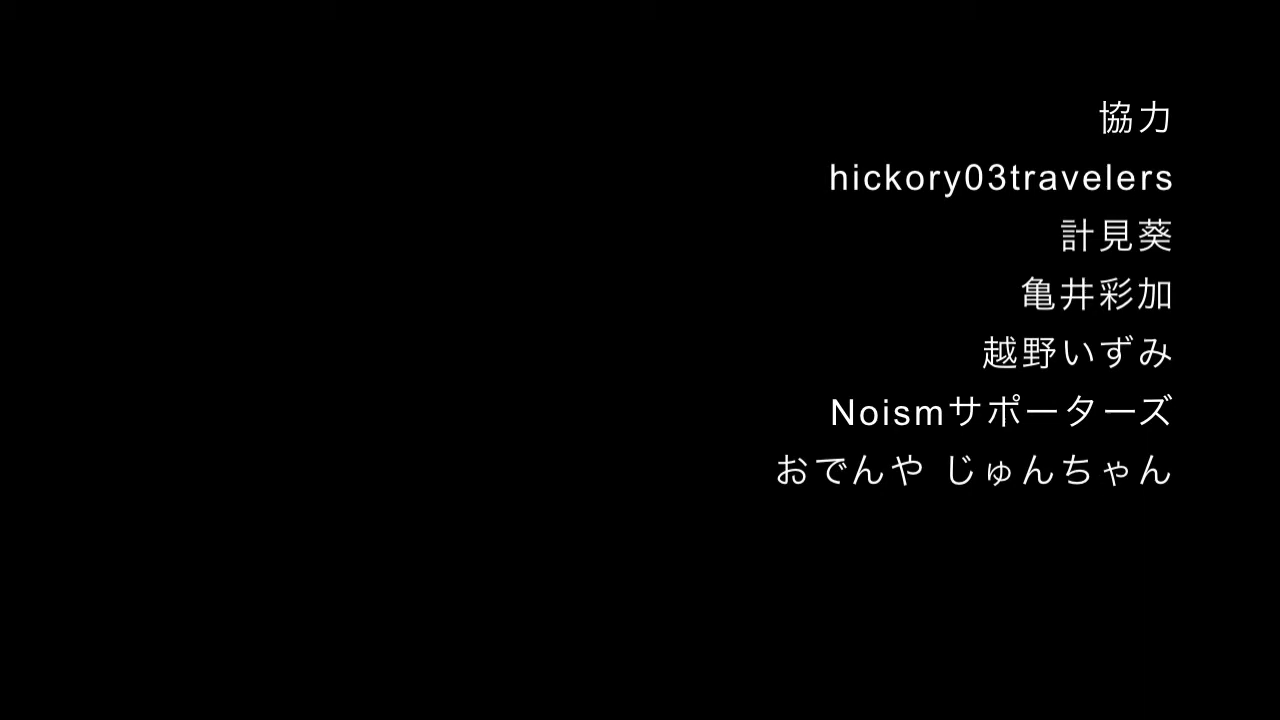 協力
hickory03travelers
計見葵
亀井彩加
越野いずみ
Noismサポーターズ
おでんや じゅんちゃん